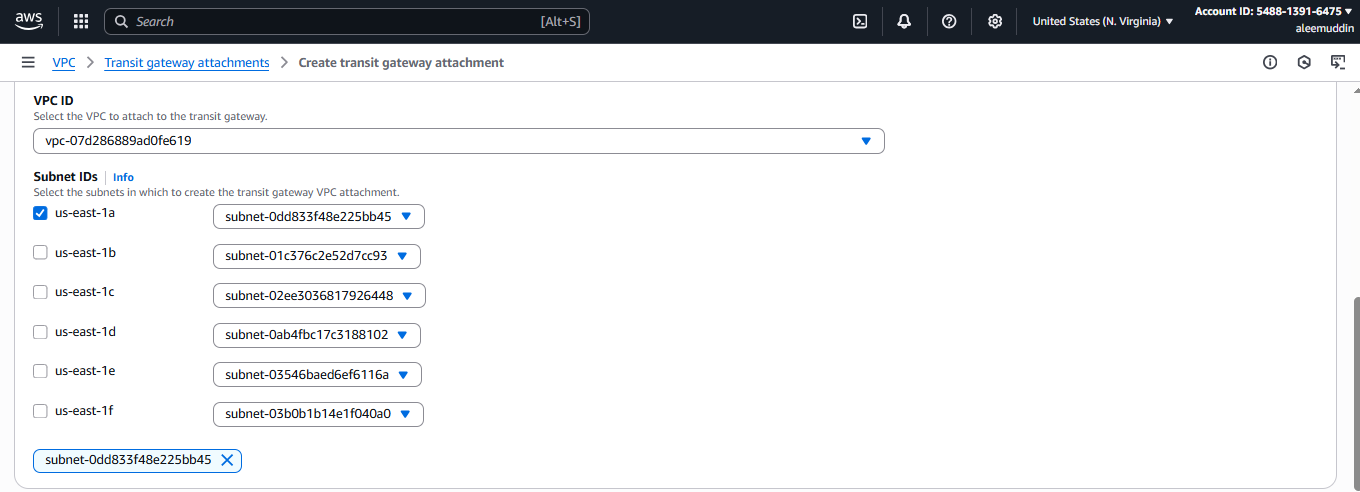 aws
Search [Alt+S] United States (N. Virginia) Account ID: 5488-1391-6475
aleemuddin
VPC > Transit gateway attachments > Create transit gateway attachment
VPC ID
Select the VPC to attach to the transit gateway.
vpc-07d286889ad0fe619
Subnet IDs Info
Select the subnets in which to create the transit gateway VPC attachment.
us-east-1a subnet-0dd833f48e225bb45
us-east-1b subnet-01c376c2e52d7cc93
us-east-1c subnet-02ee3036817926448
us-east-1d subnet-0ab4fbc17c3188102
us-east-1e subnet-03546baed6ef6116a
us-east-1f subnet-03b0b1b14e1f040a0
subnet-0dd833f48e225bb45